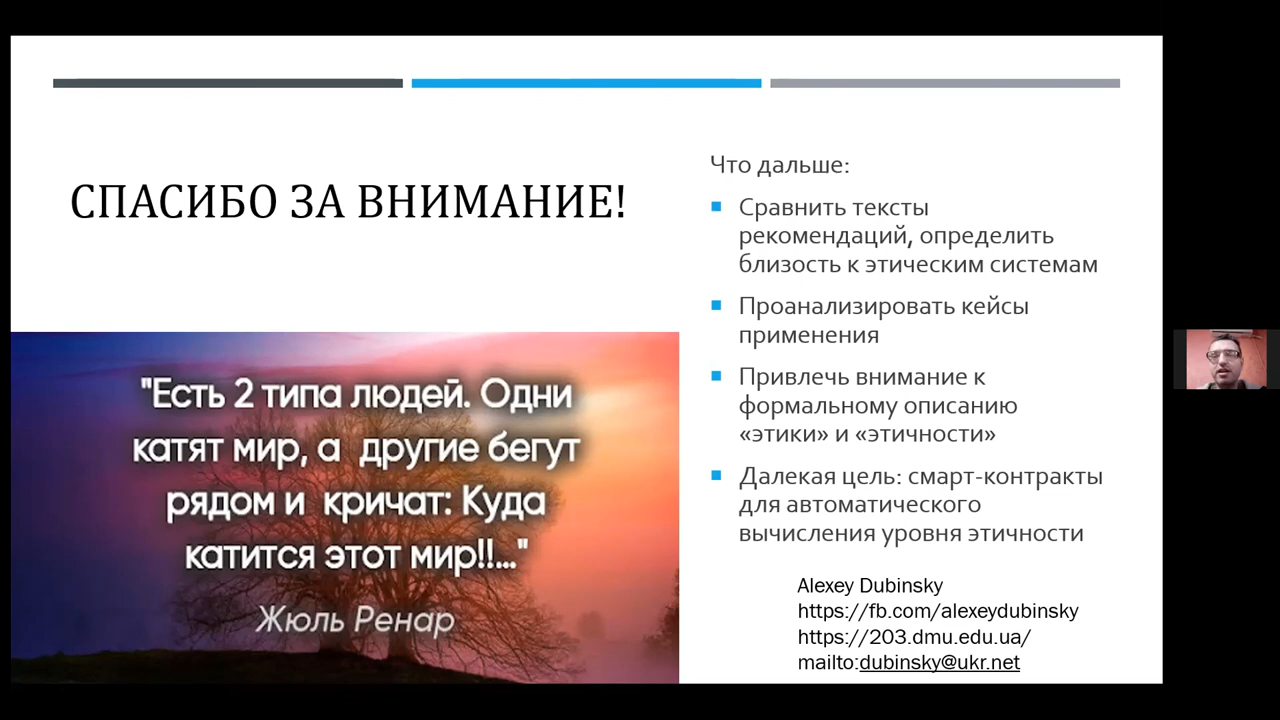 СПАСИБО ЗА ВНИМАНИЕ!
"Есть 2 типа людей. Одни
катят мир, а другие бегут
рядом и кричат: Куда
катится этот мир!!..."
Жюль Ренар
Что дальше:
Сравнить тексты
рекомендаций, определить
близость к этическим системам
Проанализировать кейсы
применения
Привлечь внимание к
формальному описанию
«этики» и «этичности»
Далекая цель: смарт-контракты
для автоматического
вычисления уровня этичности
Alexey Dubinsky
https://fb.com/alexeydubinsky
https://203.dmu.edu.ua/
mailto:dubinsky@ukr.net